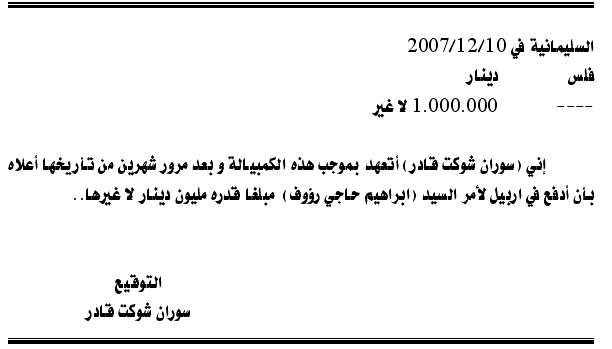 السليمانية في 2007/12/10
فلس دينار
---- 1.000.000 لا غير
إني (سوران شوكت قادر) أتعهد بموجب هذه الكمبيالة و بعد مرور شهرين من تأريخها أعلاه
بأن أدفع في اربيل لأمر السيد (ابراهيم حاجي رؤوف) مبلغا قدره مليون دينار لا غيرها..
التوقيع
سوران شوكت قادر